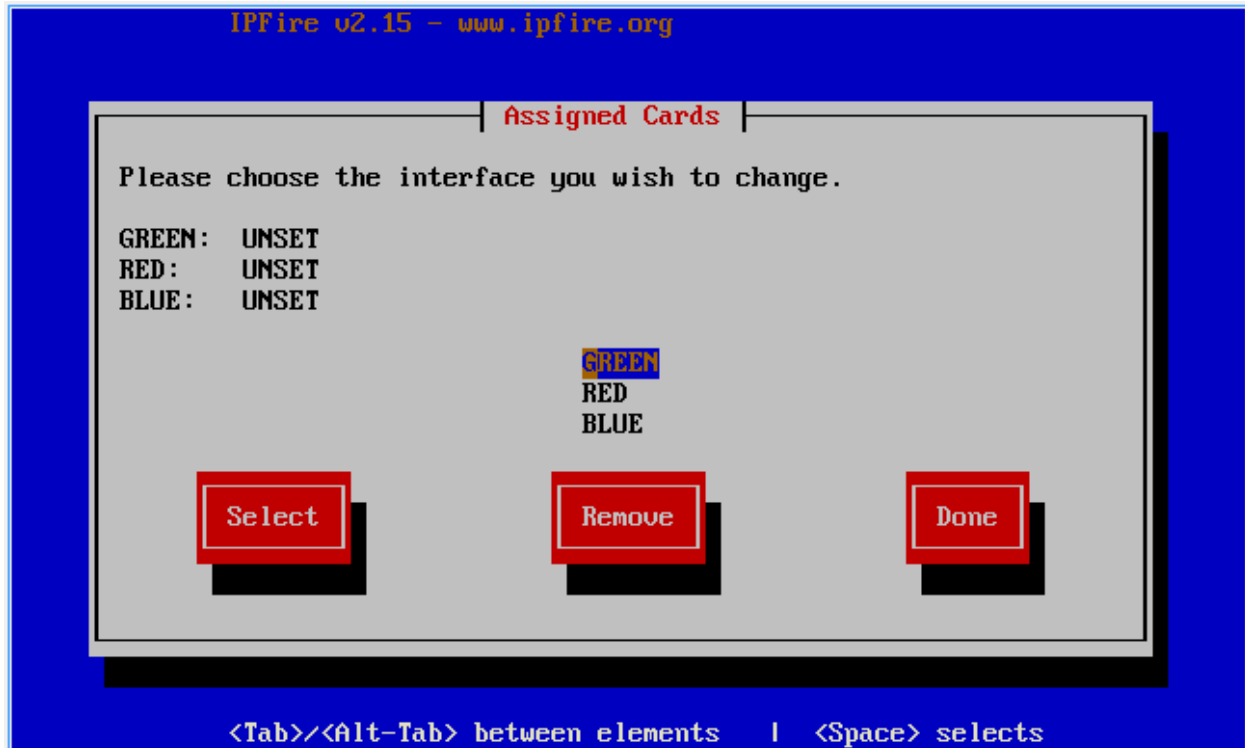 IPFire v2.15 - www.ipfire.org
Assigned Cards
Please choose the interface you wish to change.
GREEN: UNSET
RED: UNSET
BLUE: UNSET
GREEN
RED
BLUE
Select Remove Done
<Tab>/<Alt-Tab> between elements | <Space> selects